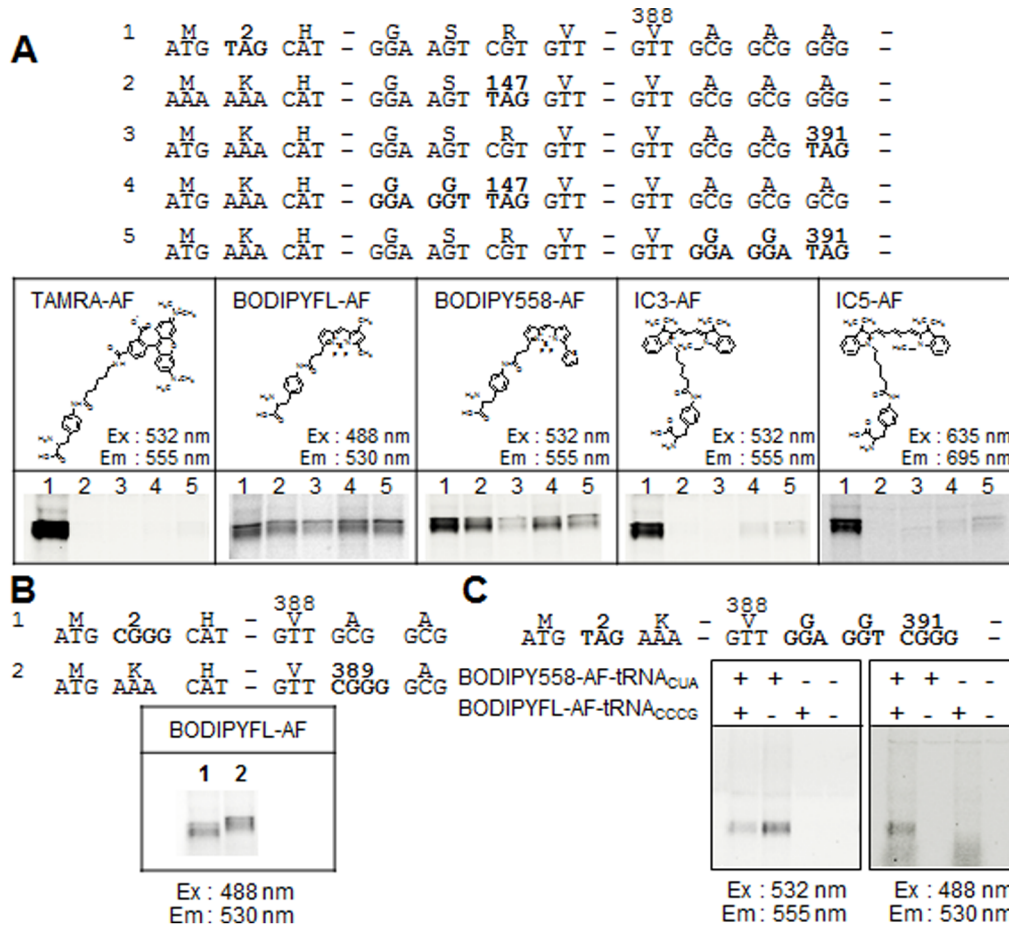 A
388
1 M 2 H - G S R V - V A A A -
ATG TAG CAT - GGA AGT CGT GTT - GTT GCG GCG GGG -
2 M K H - G S 147 V - V A A A -
AAA AAA CAT - GGA AGT TAG GTT - GTT GCG GCG GGG -
3 M K H - G S R V - V A A 391 -
ATG AAA CAT - GGA AGT CGT GTT - GTT GCG GCG TAG -
4 M K H - G G 147 V - V A A A -
ATG AAA CAT - GGA GGT TAG GTT - GTT GCG GCG GCG -
5 M K H - G S R V - V G G 391 -
ATG AAA CAT - GGA AGT CGT GTT - GTT GGA GGA TAG -
TAMRA-AF BODIPYFL-AF BODIPY558-AF IC3-AF IC5-AF
Ex : 532 nm Ex : 488 nm Ex : 532 nm Ex : 532 nm Ex : 635 nm
Em : 555 nm Em : 530 nm Em : 555 nm Em : 555 nm Em : 695 nm
1 2 3 4 5 1 2 3 4 5 1 2 3 4 5 1 2 3 4 5 1 2 3 4 5
B
388
1 M 2 H - V A A
ATG CGGG CAT - GTT GCG GCG
2 M K H - V 389 A
ATG AAA CAT - GTT CGGG GCG
BODIPYFL-AF
1 2
Ex : 488 nm
Em : 530 nm
C
388
M 2 K - V G G 391 -
ATG TAG AAA - GTT GGA GGT CGGG -
BODIPY558-AF-tRNACUA + + - - + + - -
BODIPYFL-AF-tRNACCCG + - + - + - + -
Ex : 532 nm Ex : 488 nm
Em : 555 nm Em : 530 nm